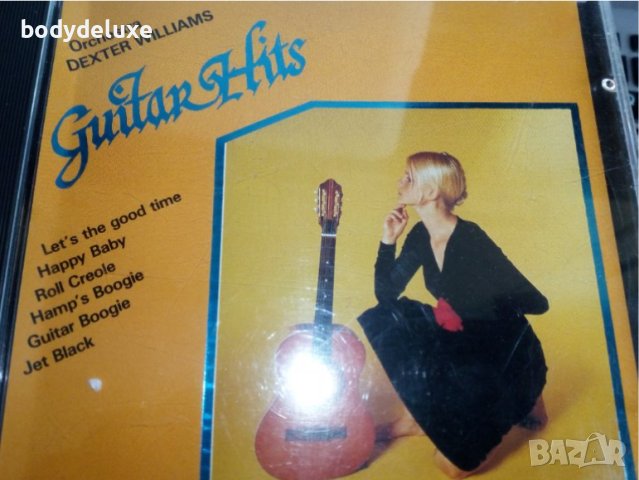 bodydeluxe
DEXTER WILLIAMS
Guitar Hits
Let's the good time
Happy Baby
Roll Creole
Hamp's Boogie
Guitar Boogie
Jet Black
BAZAR